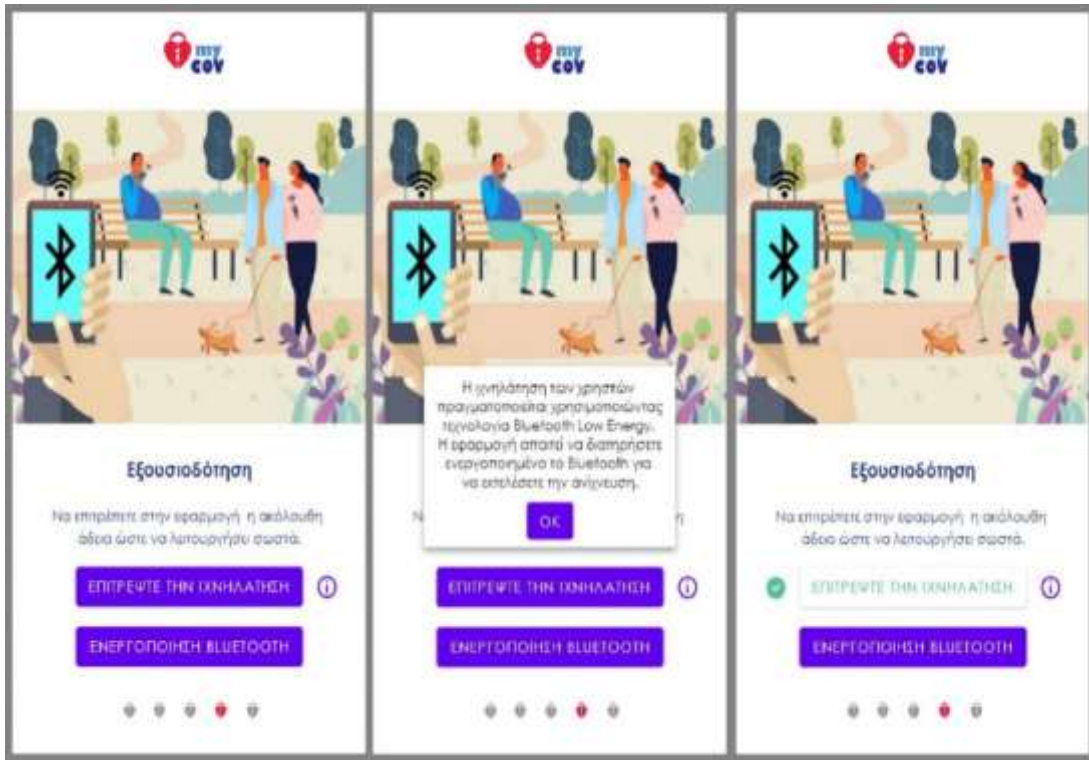 my
cov
Εξουσιοδότηση
Να επιτρέπετε στην εφαρμογή η ακόλουθη
άδεια ώστε να λειτουργήσει σωστά.
ΕΠΙΤΡΕΨΤΕ ΤΗΝ ΙΧΝΗΛΑΤΗΣΗ
ΕΝΕΡΓΟΠΟΙΗΣΗ BLUETOOTH
my
cov
Η ιχνηλάτηση των χρηστών
πραγματοποιείται χρησιμοποιώντας
τεχνολογία Bluetooth Low Energy.
Η εφαρμογή απαιτεί να διατηρήσετε
ενεργοποιημένο το Bluetooth για
να εκτελέσετε την ανίχνευση.
OK
ΕΠΙΤΡΕΨΤΕ ΤΗΝ ΙΧΝΗΛΑΤΗΣΗ
ΕΝΕΡΓΟΠΟΙΗΣΗ BLUETOOTH
my
cov
Εξουσιοδότηση
Να επιτρέπετε στην εφαρμογή η ακόλουθη
άδεια ώστε να λειτουργήσει σωστά.
ΕΠΙΤΡΕΨΤΕ ΤΗΝ ΙΧΝΗΛΑΤΗΣΗ
ΕΝΕΡΓΟΠΟΙΗΣΗ BLUETOOTH